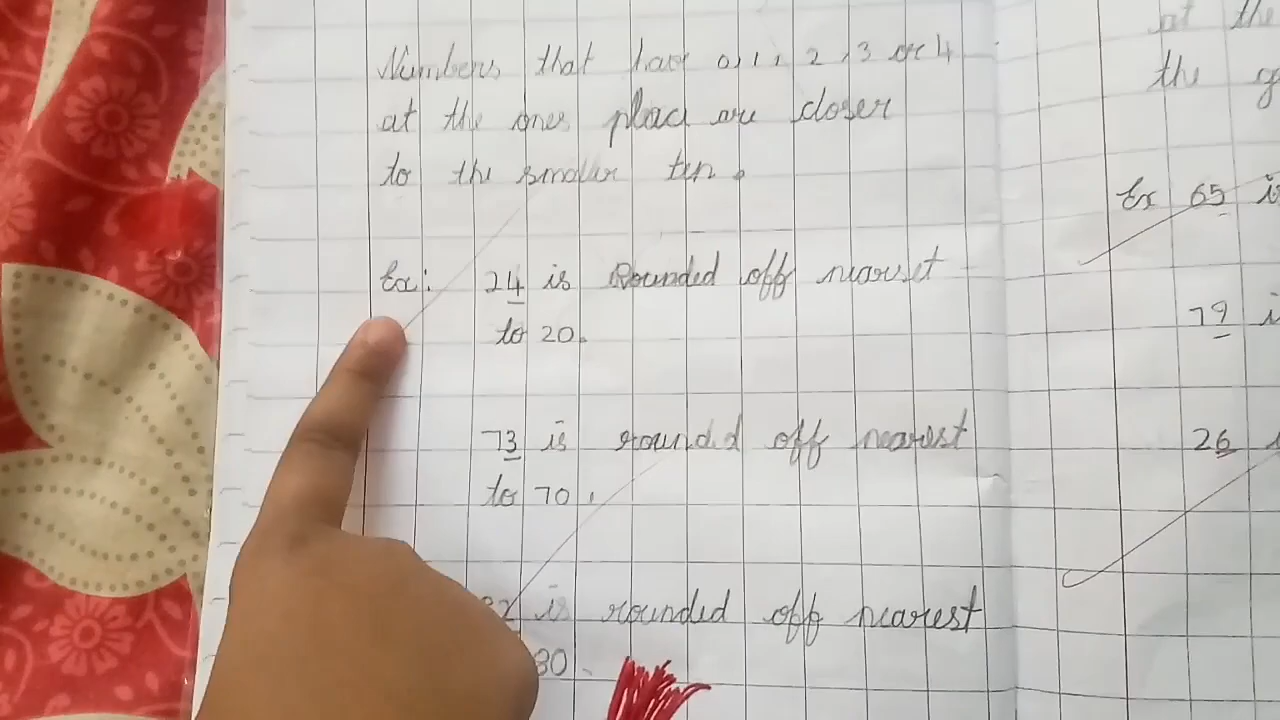 Numbers that have 0, 1, 2, 3 or 4
at the ones place are closer
to the smaller ten.
Ex: 24 is Rounded off nearest
to 20.
73 is rounded off nearest
to 70.
is rounded off nearest
80.
at the
the
Ex 65 is
79 i
26